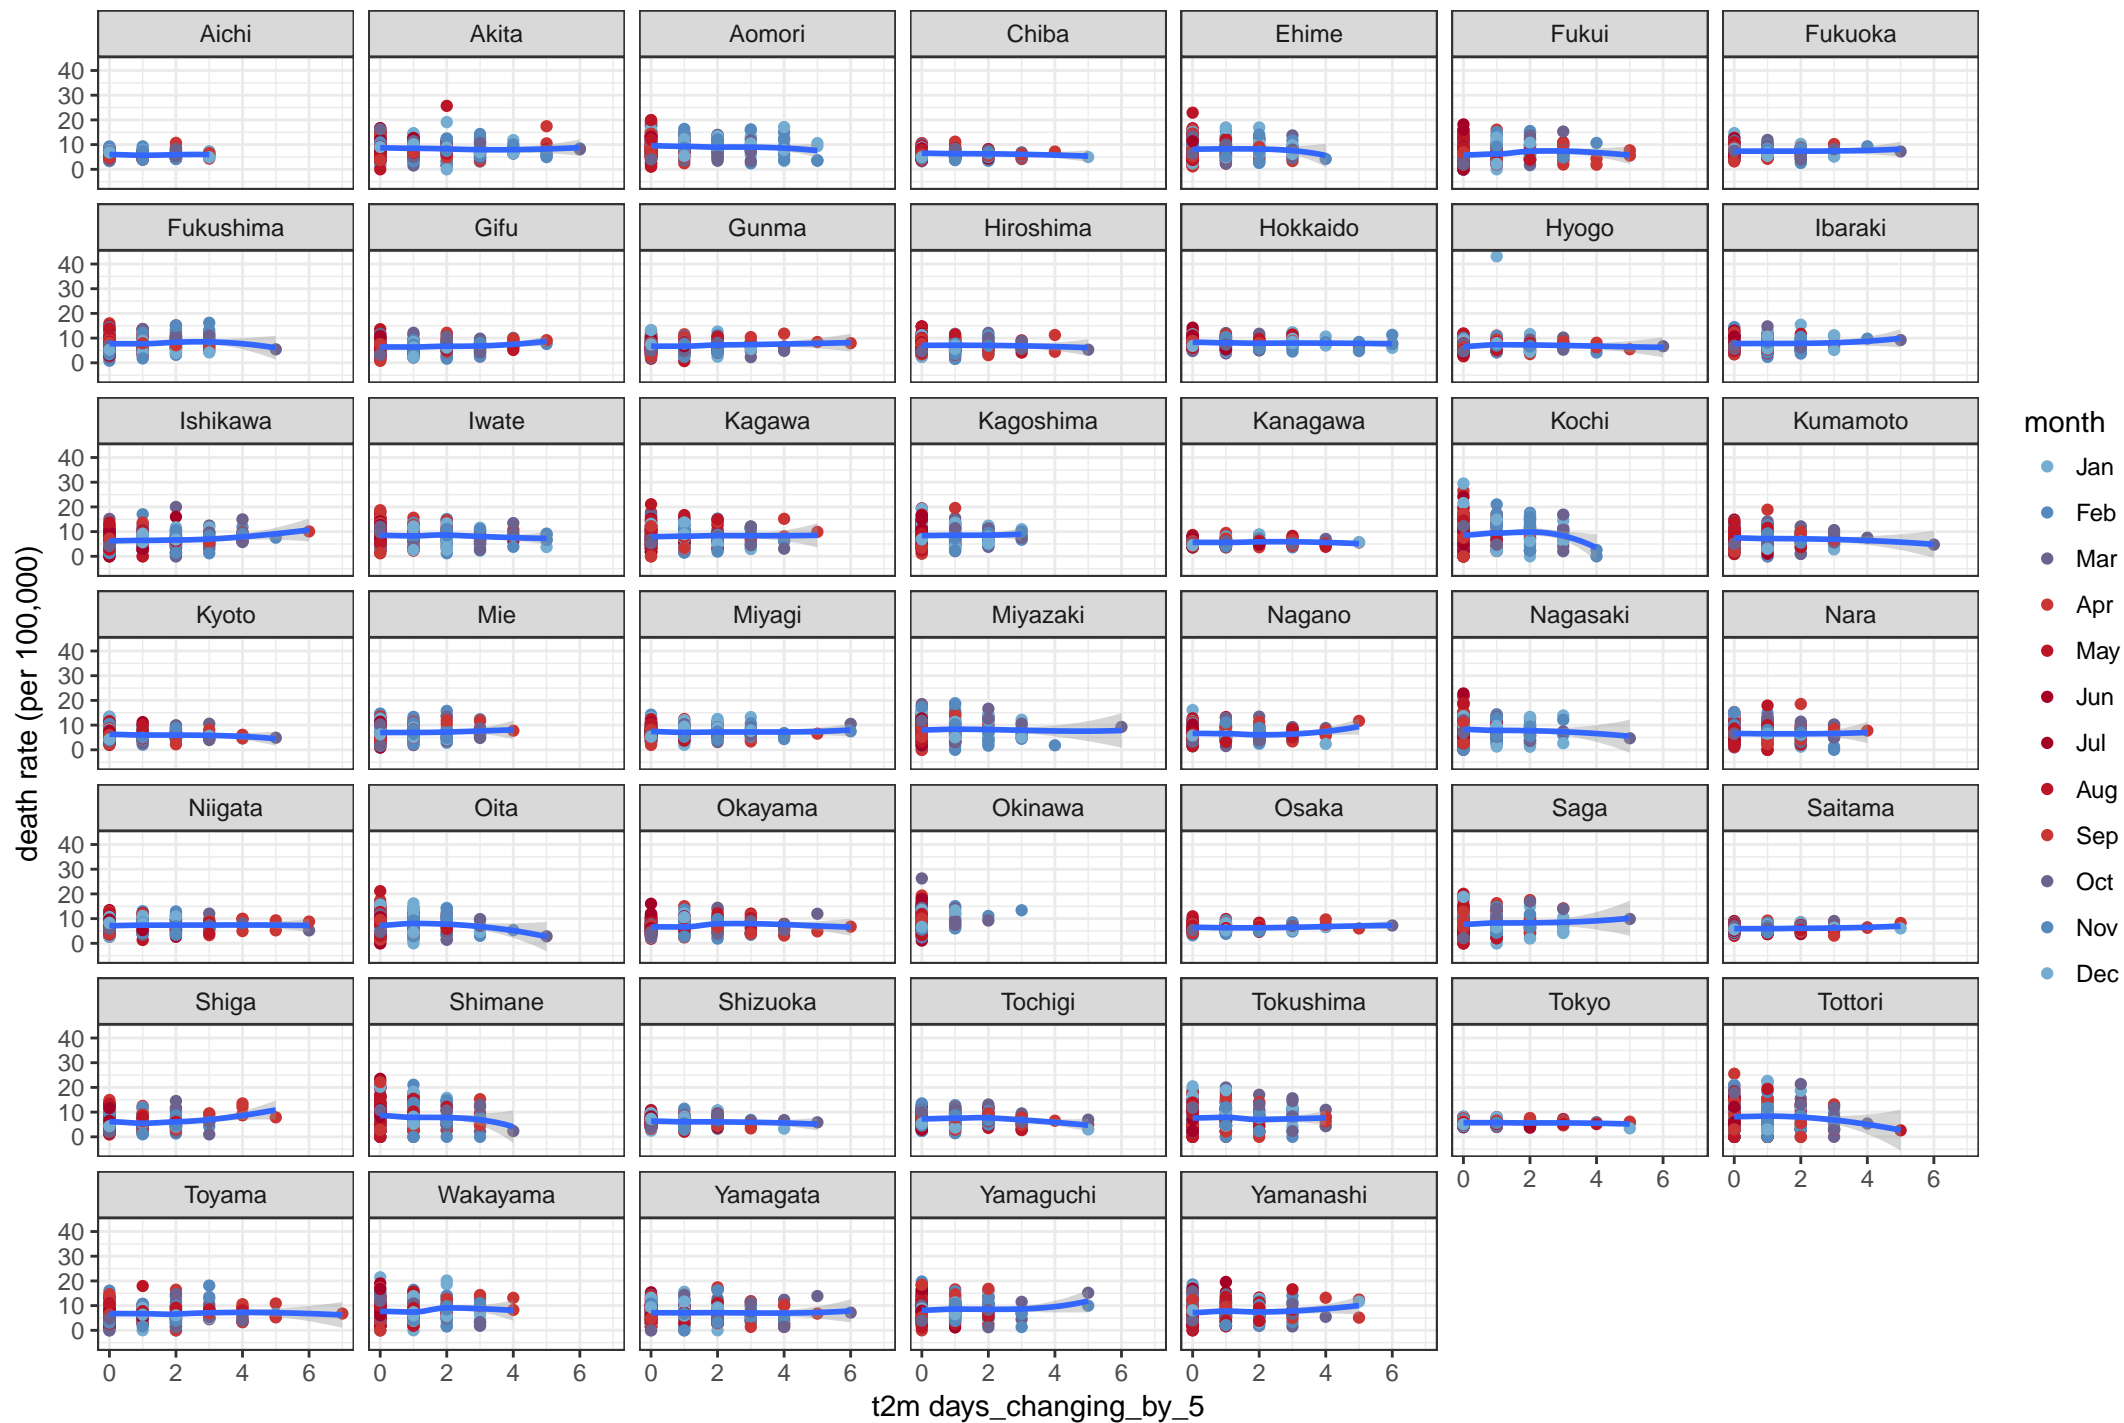 Aichi Akita Aomori Chiba Ehime Fukui Fukuoka
40
30
20
10
0
Fukushima Gifu Gunma Hiroshima Hokkaido Hyogo Ibaraki
40
30
20
10
0
Ishikawa Iwate Kagawa Kagoshima Kanagawa Kochi Kumamoto
40
30
20
10
0
Kyoto Mie Miyagi Miyazaki Nagano Nagasaki Nara
40
30
20
10
0
Niigata Oita Okayama Okinawa Osaka Saga Saitama
40
30
20
10
0
Shiga Shimane Shizuoka Tochigi Tokushima Tokyo Tottori
40
30
20
10
0
0 2 4 6 0 2 4 6
Toyama Wakayama Yamagata Yamaguchi Yamanashi
40
30
20
10
0
0 2 4 6 0 2 4 6 0 2 4 6 0 2 4 6 0 2 4 6
t2m days_changing_by_5
death rate (per 100,000)
month
Jan
Feb
Mar
Apr
May
Jun
Jul
Aug
Sep
Oct
Nov
Dec